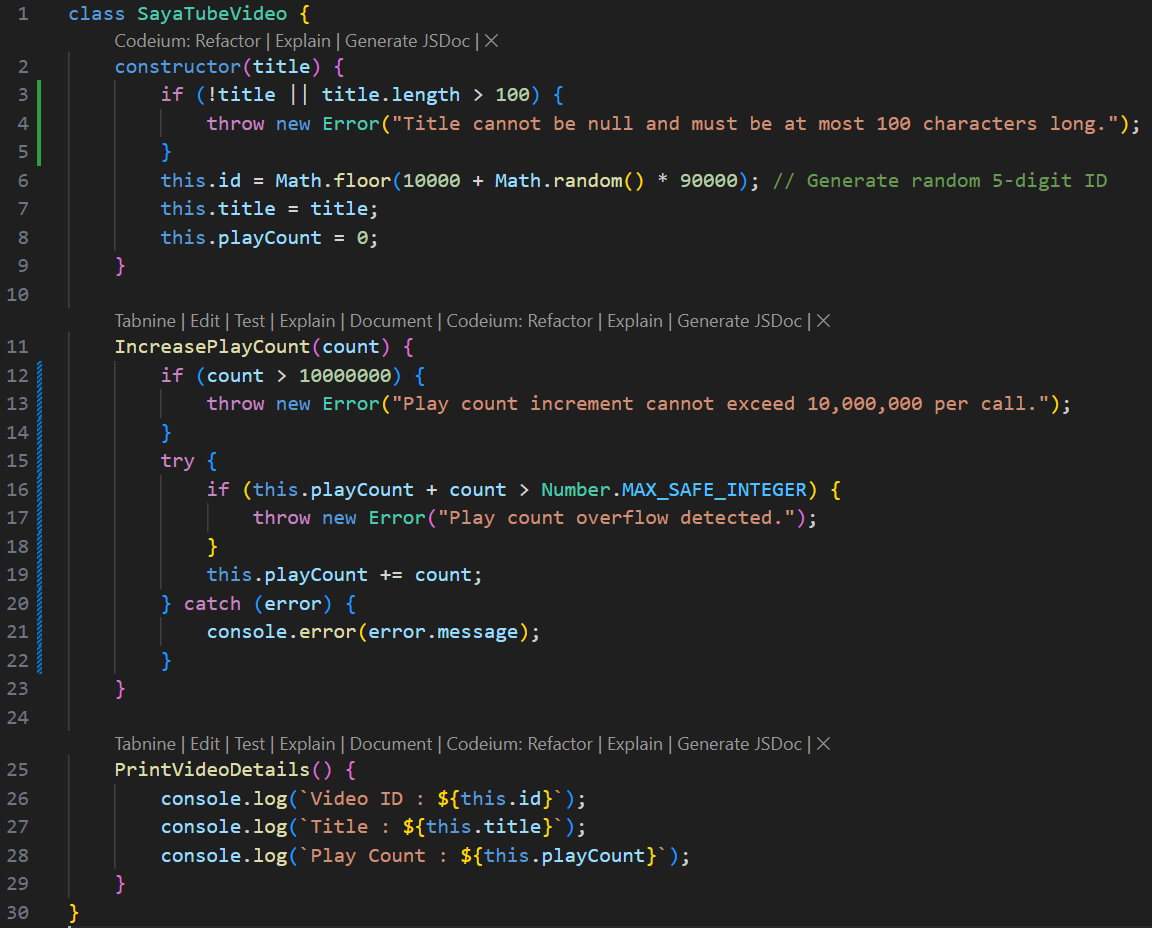 1 class SayaTubeVideo {
Codeium: Refactor | Explain | Generate JSDoc | ×
2 constructor(title) {
3 if (!title || title.length > 100) {
4 throw new Error("Title cannot be null and must be at most 100 characters long.");
5 }
6 this.id = Math.floor(10000 + Math.random() * 90000); // Generate random 5-digit ID
7 this.title = title;
8 this.playCount = 0;
9 }
10
Tabnine | Edit | Test | Explain | Document | Codeium: Refactor | Explain | Generate JSDoc | ×
11 IncreasePlayCount(count) {
12 if (count > 10000000) {
13 throw new Error("Play count increment cannot exceed 10,000,000 per call.");
14 }
15 try {
16 if (this.playCount + count > Number.MAX_SAFE_INTEGER) {
17 throw new Error("Play count overflow detected.");
18 }
19 this.playCount += count;
20 } catch (error) {
21 console.error(error.message);
22 }
23 }
24
Tabnine | Edit | Test | Explain | Document | Codeium: Refactor | Explain | Generate JSDoc | ×
25 PrintVideoDetails() {
26 console.log(`Video ID : ${this.id}`);
27 console.log(`Title : ${this.title}`);
28 console.log(`Play Count : ${this.playCount}`);
29 }
30 }